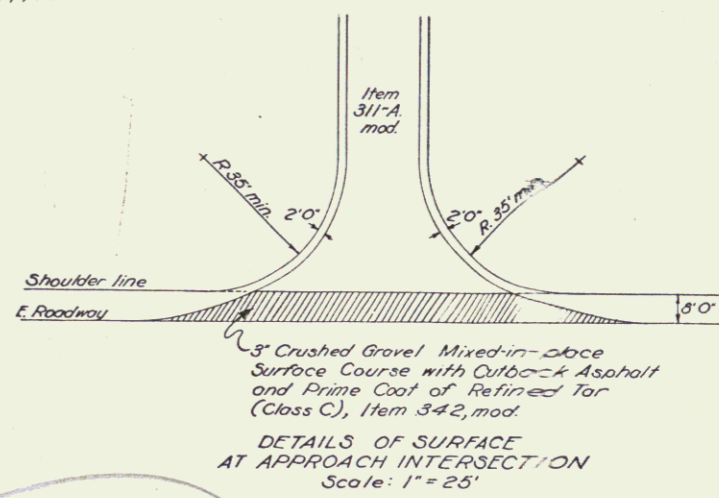 Item
311-A.
mod.
R. 35' min.
2'0"
2'0"
R. 35' min.
Shoulder line
E. Roadway
8'0"
3" Crushed Gravel Mixed-in-place
Surface Course with Cutback Asphalt
and Prime Coat of Refined Tar
(Class C), Item 342, mod.
DETAILS OF SURFACE
AT APPROACH INTERSECTION
Scale: 1" = 25'